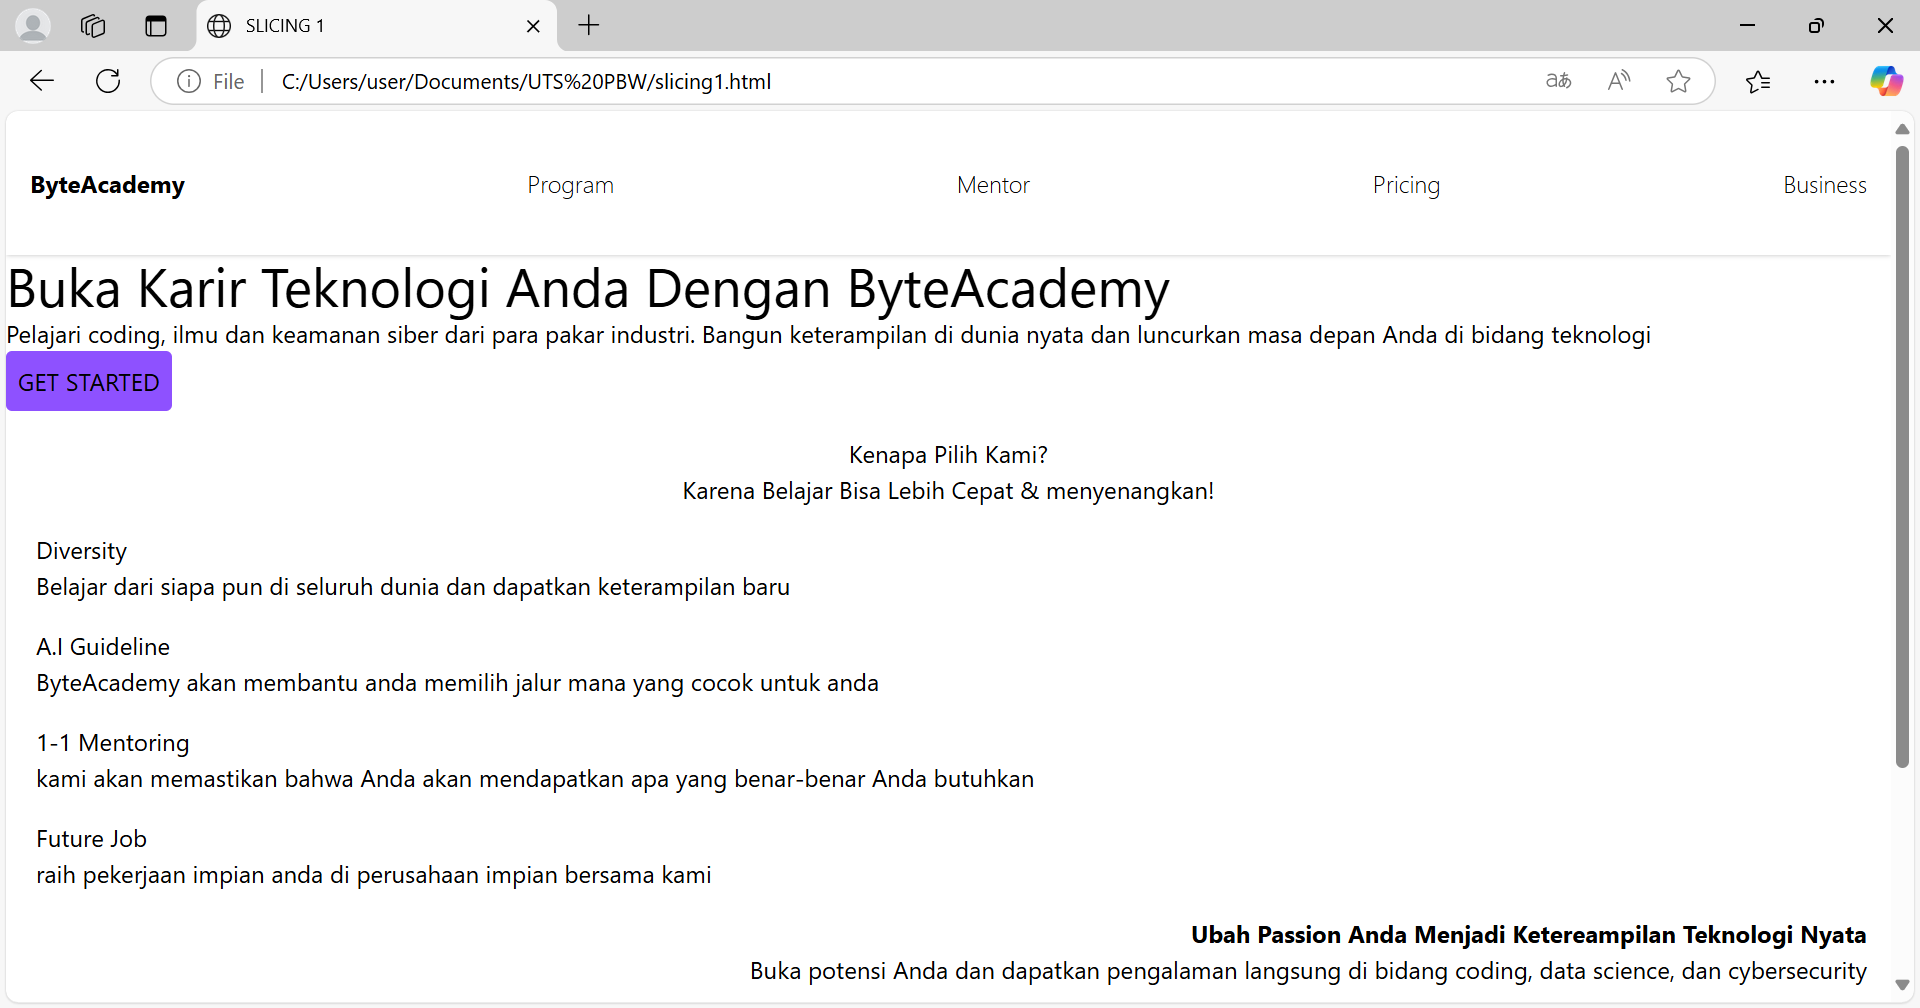 SLICING 1
File
C:/Users/user/Documents/UTS%20PBW/slicing1.html
ByteAcademy Program Mentor Pricing Business
Buka Karir Teknologi Anda Dengan ByteAcademy
Pelajari coding, ilmu dan keamanan siber dari para pakar industri. Bangun keterampilan di dunia nyata dan luncurkan masa depan Anda di bidang teknologi
GET STARTED
Kenapa Pilih Kami?
Karena Belajar Bisa Lebih Cepat & menyenangkan!
Diversity
Belajar dari siapa pun di seluruh dunia dan dapatkan keterampilan baru
A.I Guideline
ByteAcademy akan membantu anda memilih jalur mana yang cocok untuk anda
1-1 Mentoring
kami akan memastikan bahwa Anda akan mendapatkan apa yang benar-benar Anda butuhkan
Future Job
raih pekerjaan impian anda di perusahaan impian bersama kami
Ubah Passion Anda Menjadi Ketereampilan Teknologi Nyata
Buka potensi Anda dan dapatkan pengalaman langsung di bidang coding, data science, dan cybersecurity